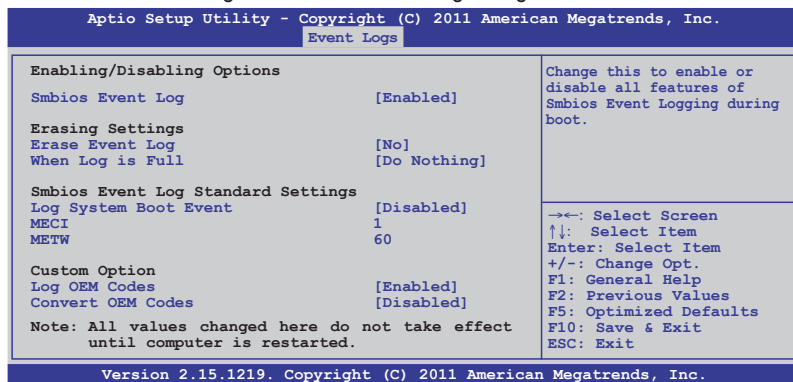 Aptio Setup Utility - Copyright (C) 2011 American Megatrends, Inc.
Event Logs
Enabling/Disabling Options
Smbios Event Log [Enabled]
Erasing Settings
Erase Event Log [No]
When Log is Full [Do Nothing]
Smbios Event Log Standard Settings
Log System Boot Event [Disabled]
MECI 1
METW 60
Custom Option
Log OEM Codes [Enabled]
Convert OEM Codes [Disabled]
Note: All values changed here do not take effect
until computer is restarted.
Change this to enable or
disable all features of
Smbios Event Logging during
boot.
→←: Select Screen
↑↓: Select Item
Enter: Select Item
+/-: Change Opt.
F1: General Help
F2: Previous Values
F5: Optimized Defaults
F10: Save & Exit
ESC: Exit
Version 2.15.1219. Copyright (C) 2011 American Megatrends, Inc.